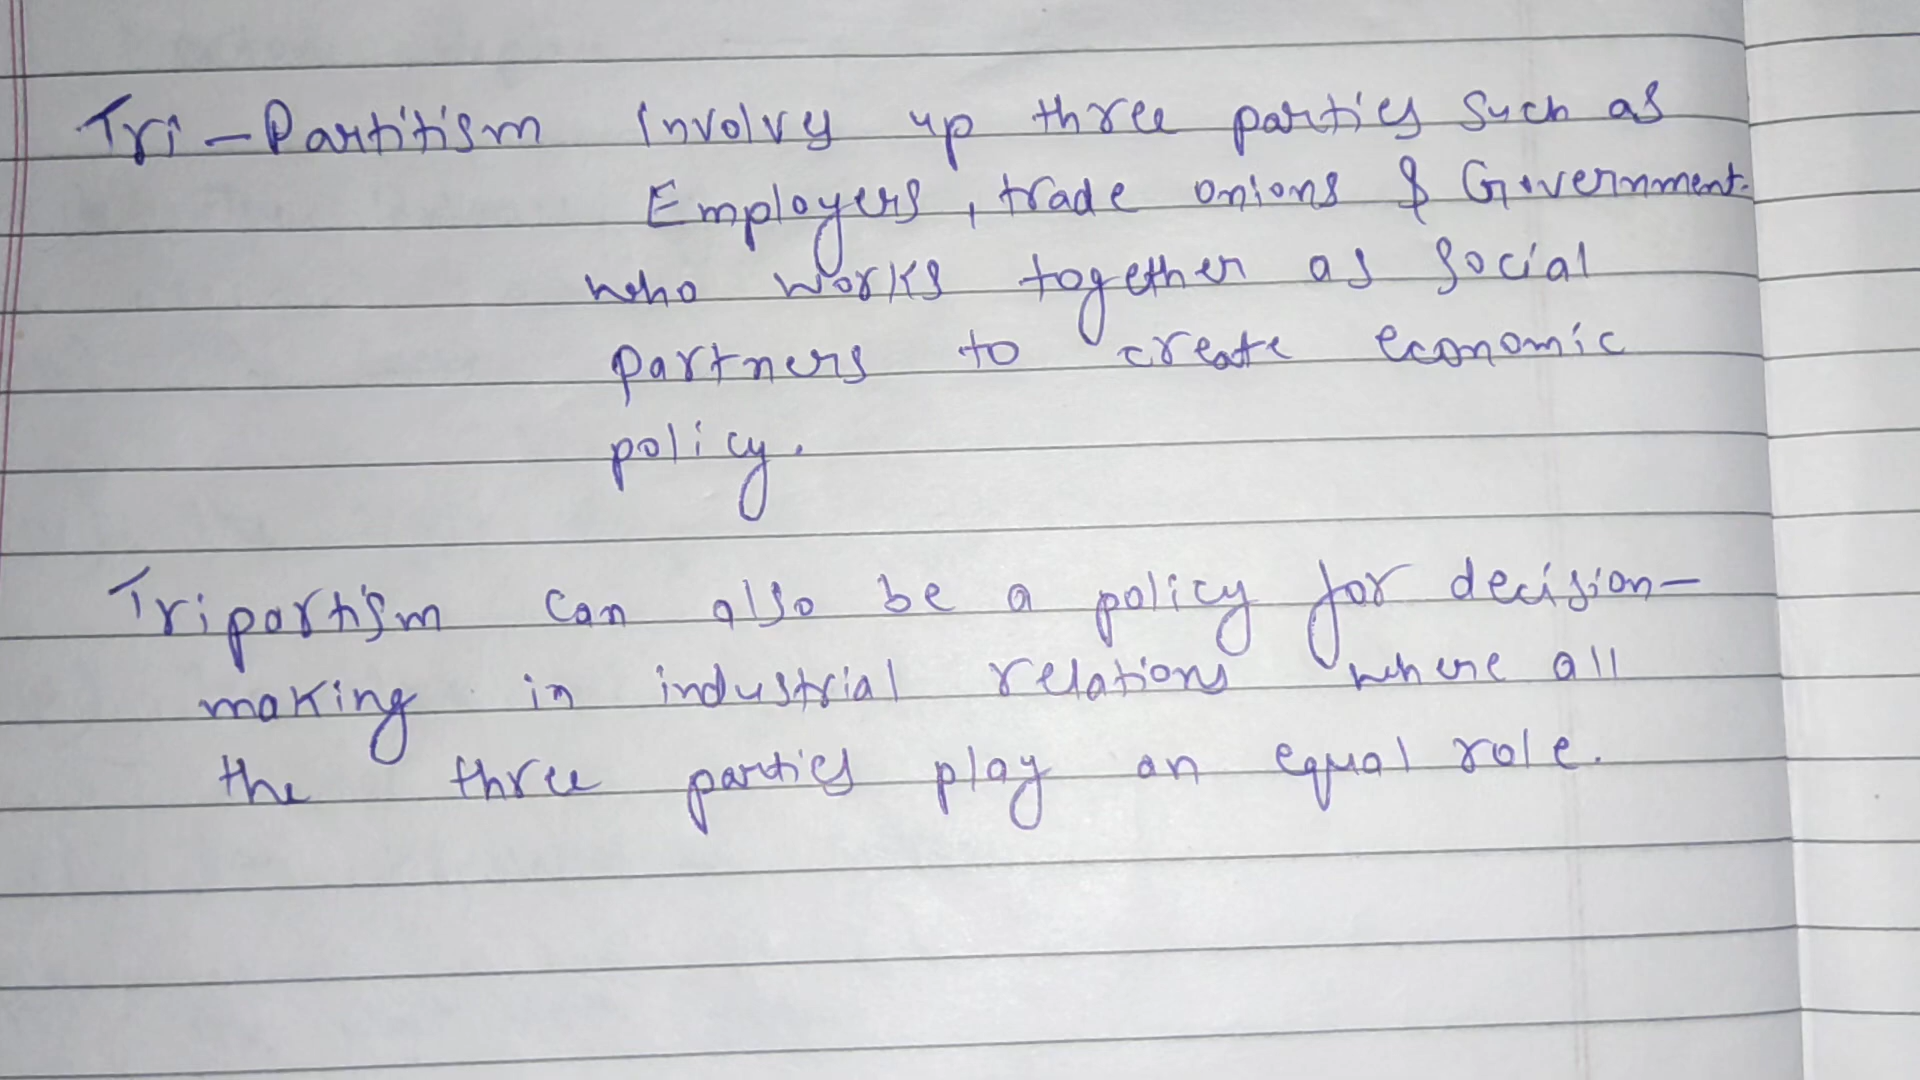 Tri-Partitism involvs up three parties such as
Employers, trade onions & Government.
who works together as social
partners to create economic
policy.
Tripartism can also be a policy for decision-
making in industrial relations where all
the three parties play an equal role.